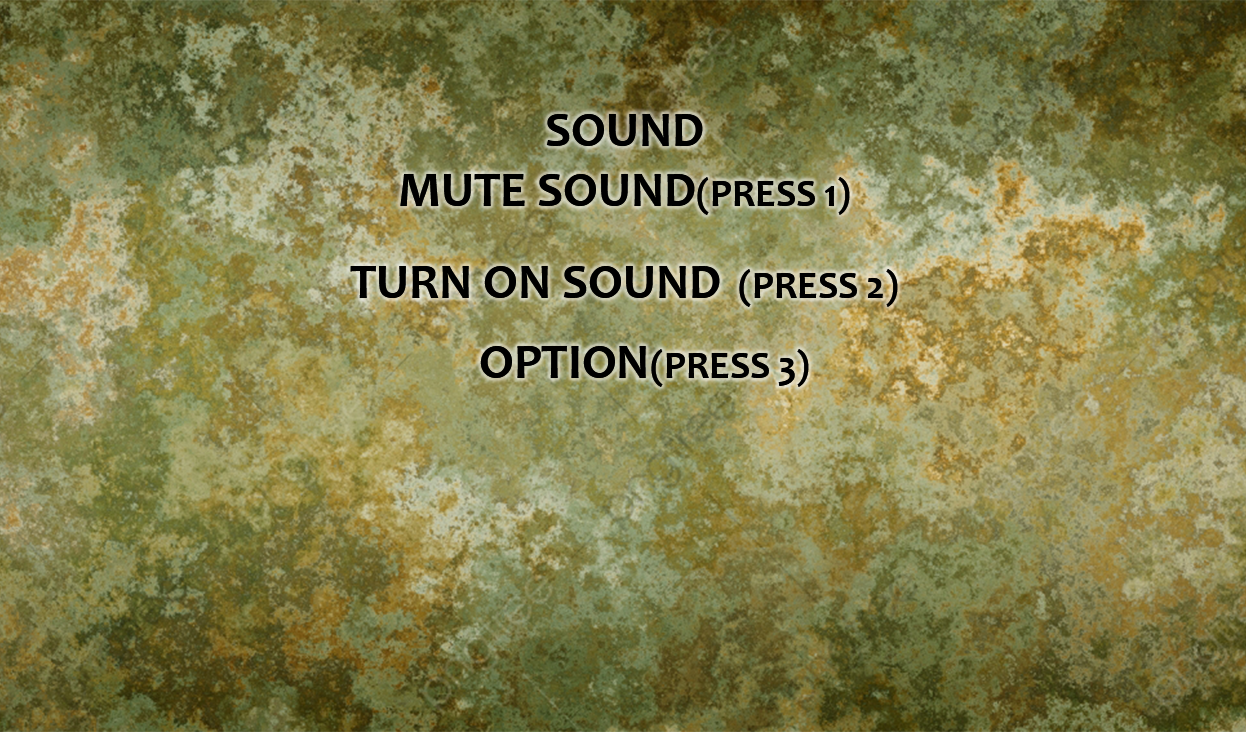 SOUND
MUTE SOUND(PRESS 1)
TURN ON SOUND (PRESS 2)
OPTION(PRESS 3)